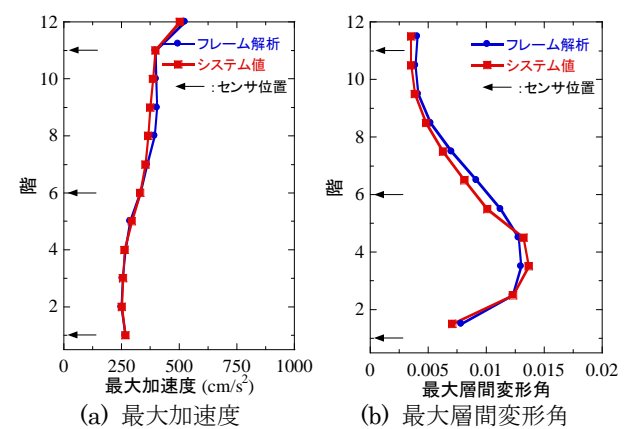 12
10
8
6
4
2
階
フレーム解析
システム値
:センサ位置
0 250 500 750 1000
最大加速度 (cm/s²)
(a) 最大加速度
12
10
8
6
4
2
階
フレーム解析
システム値
:センサ位置
0 0.005 0.01 0.015 0.02
最大層間変形角
(b) 最大層間変形角